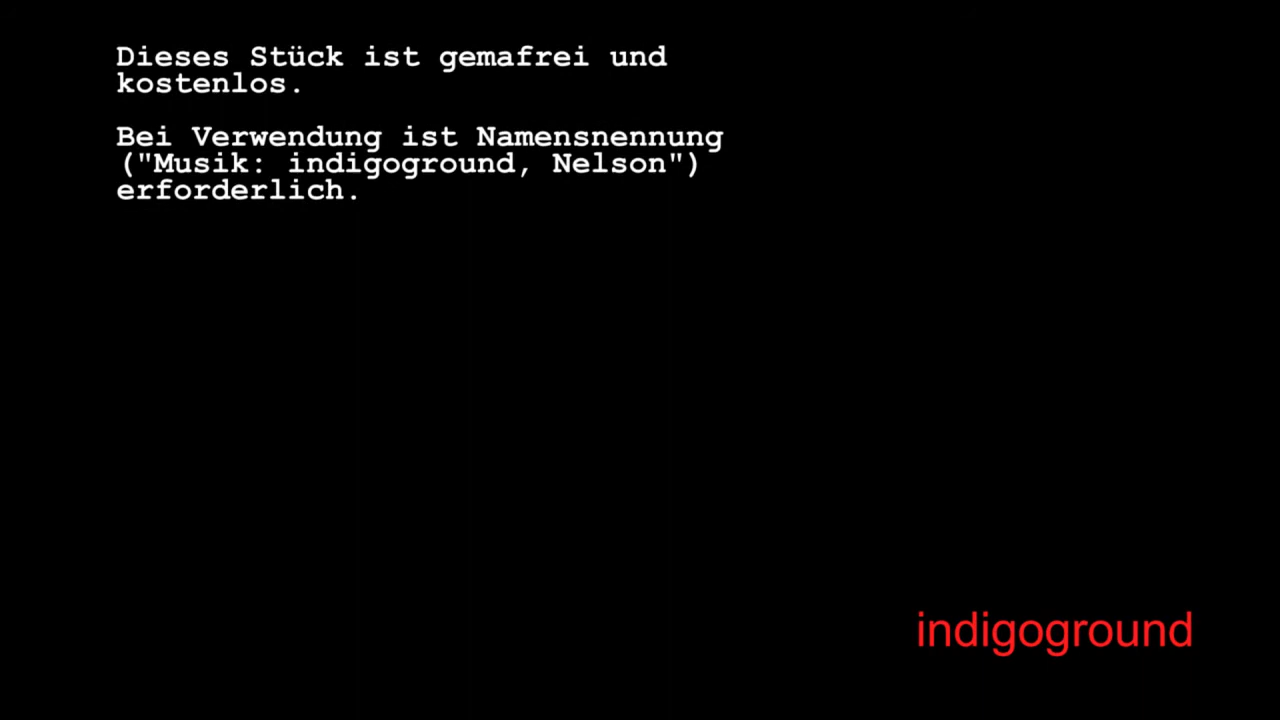 Dieses Stück ist gemafrei und
kostenlos.
Bei Verwendung ist Namensnennung
("Musik: indigoground, Nelson")
erforderlich.
indigoground